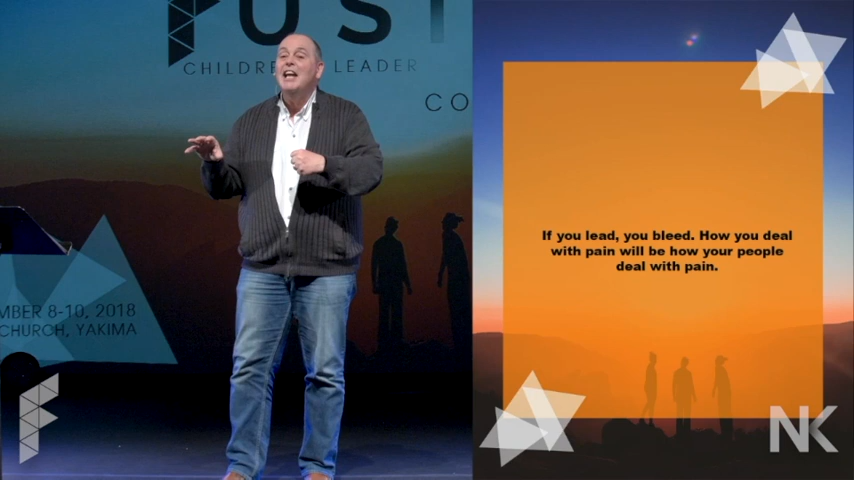 CHILDRE LEADER
CO
MBER 8-10, 2018
CHURCH, YAKIMA
If you lead, you bleed. How you deal
with pain will be how your people
deal with pain.
NK